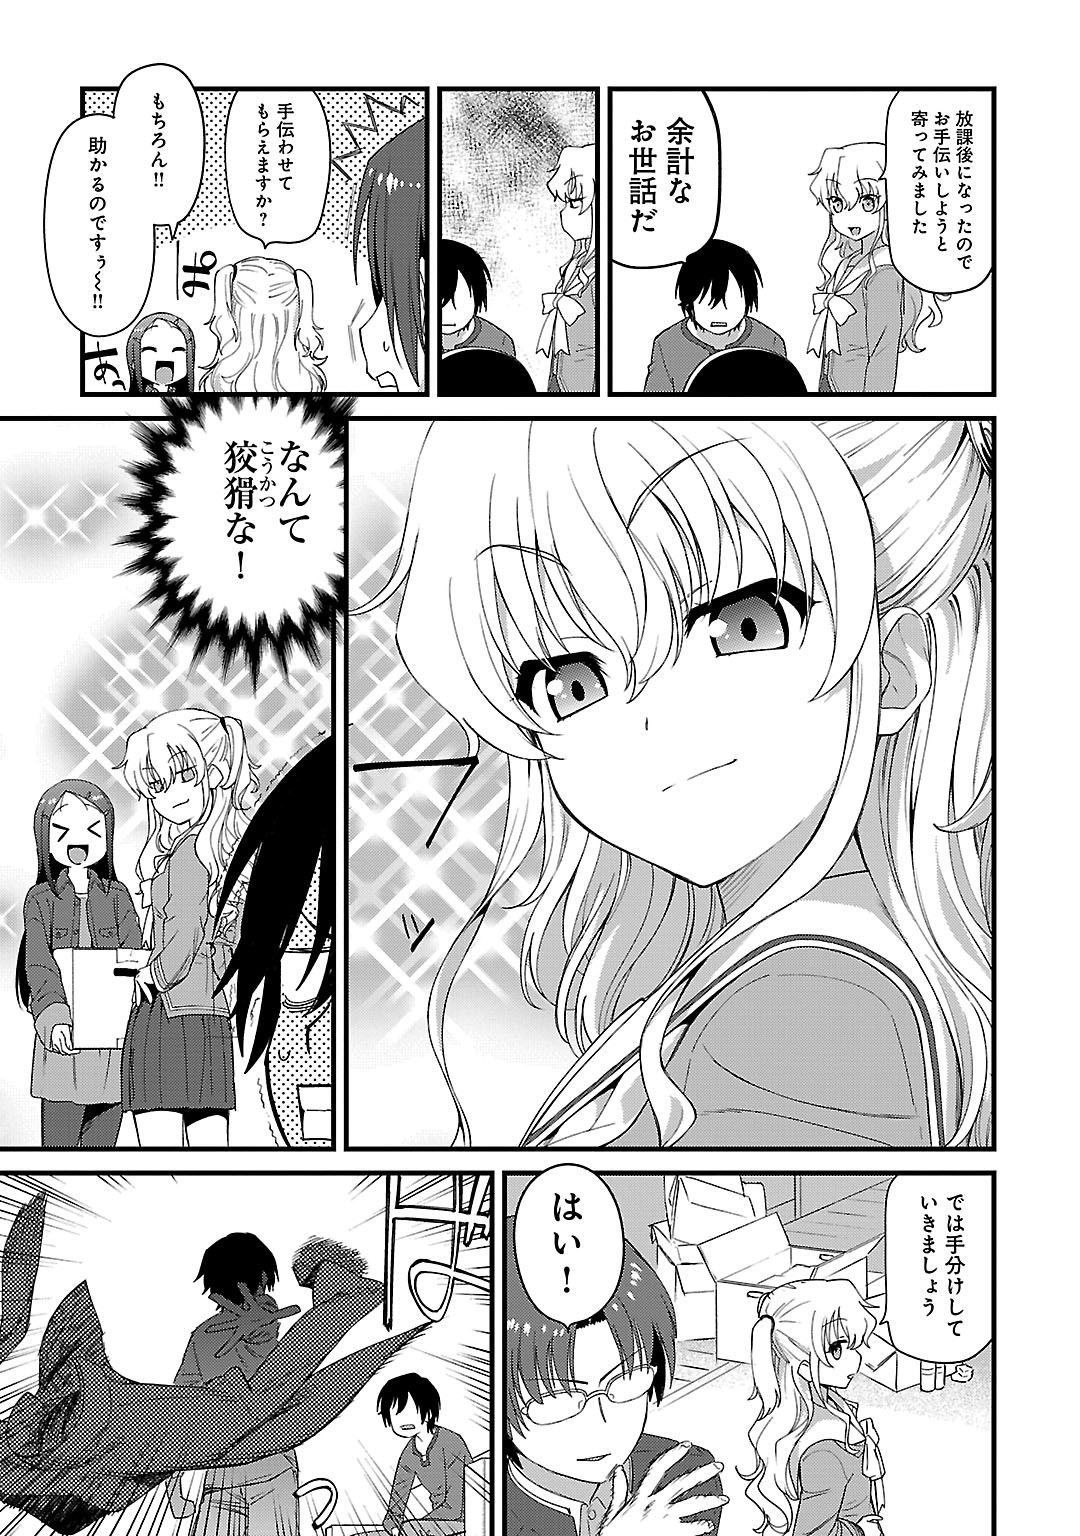 放課後になったので
お手伝いしようと
寄ってみました
余計な
お世話だ
手伝わせて
もらえますか？
もちろん!!
助かるのですぅ～!!
なんて
狡猾な！
こうかつ
では手分けして
いきましょう
はい！